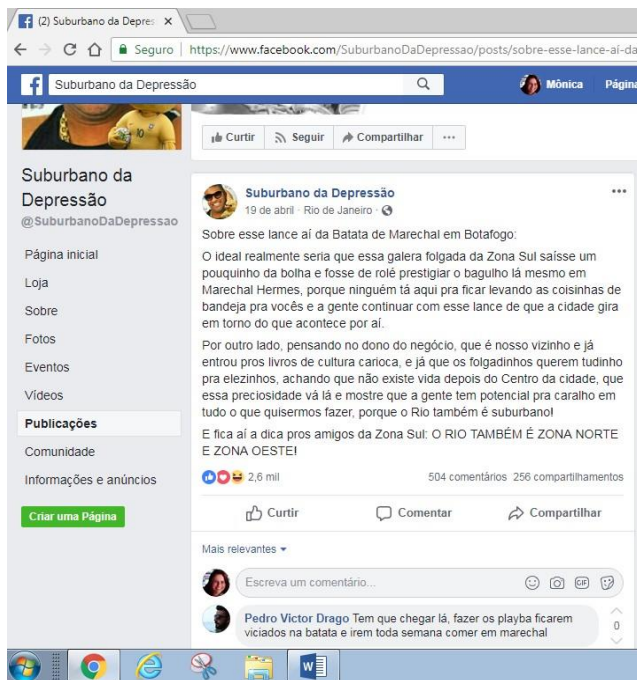 (2) Suburbano da Depres
Seguro https://www.facebook.com/SuburbanoDaDepressao/posts/sobre-esse-lance-aí-da
Suburbano da Depressão
Mônica Página
Curtir Seguir Compartilhar
Suburbano da
Depressão
@SuburbanoDaDepressao
Página inicial
Loja
Sobre
Fotos
Eventos
Vídeos
Publicações
Comunidade
Informações e anúncios
Criar uma Página
Suburbano da Depressão
19 de abril · Rio de Janeiro ·
Sobre esse lance aí da Batata de Marechal em Botafogo:
O ideal realmente seria que essa galera folgada da Zona Sul saísse um
pouquinho da bolha e fosse de rolé prestigiar o bagulho lá mesmo em
Marechal Hermes, porque ninguém tá aqui pra ficar levando as coisinhas de
bandeja pra vocês e a gente continuar com esse lance de que a cidade gira
em torno do que acontece por aí.
Por outro lado, pensando no dono do negócio, que é nosso vizinho e já
entrou pros livros de cultura carioca, e já que os folgadinhos querem tudinho
pra elezinhos, achando que não existe vida depois do Centro da cidade, que
essa preciosidade vá lá e mostre que a gente tem potencial pra caralho em
tudo o que quisermos fazer, porque o Rio também é suburbano!
E fica aí a dica pros amigos da Zona Sul: O RIO TAMBÉM É ZONA NORTE
E ZONA OESTE!
2,6 mil 504 comentários 256 compartilhamentos
Curtir Comentar Compartilhar
Mais relevantes
Escreva um comentário...
GIF
Pedro Victor Drago Tem que chegar lá, fazer os playba ficarem
viciados na batata e irem toda semana comer em marechal
0